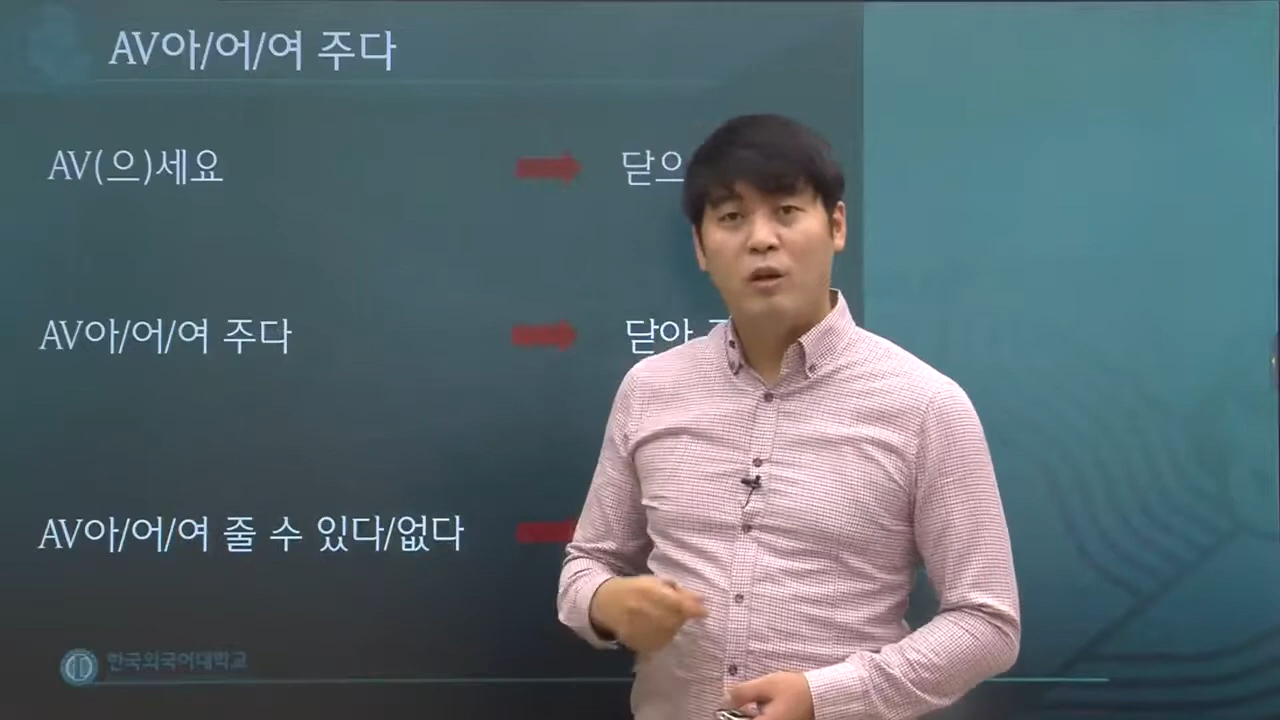 AV아/어/여 주다
AV(으)세요 닫으
AV아/어/여 주다 닫아
AV아/어/여 줄 수 있다/없다
한국외국어대학교